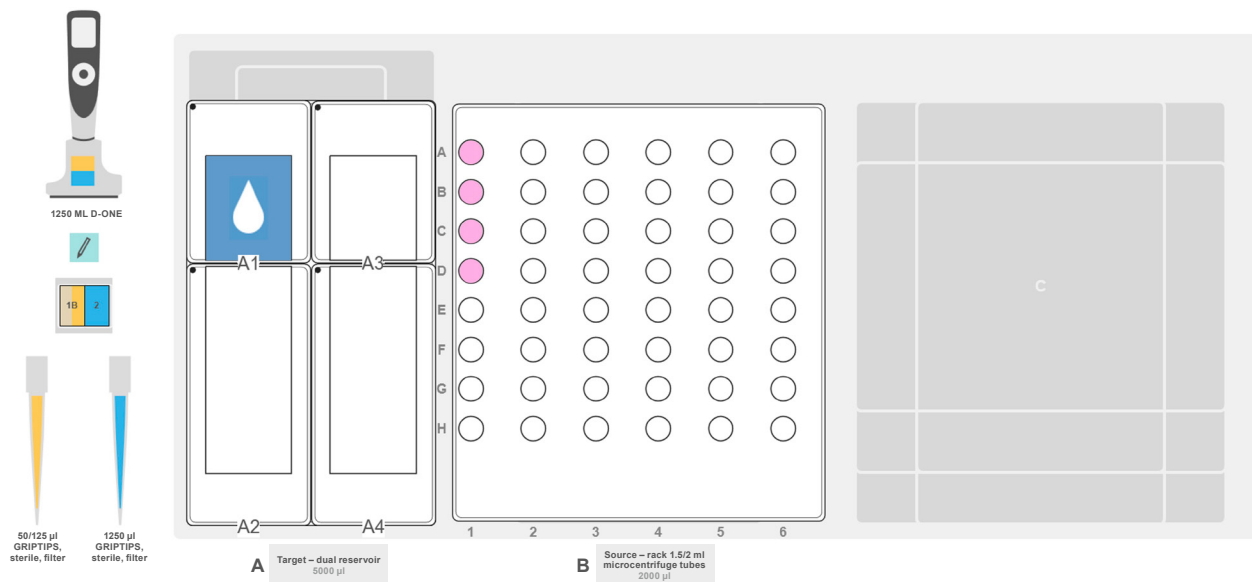 1250 ML D-ONE
1B 2
50/125 µl
GRIPTIPS,
sterile, filter
1250 µl
GRIPTIPS,
sterile, filter
A1
A3
A2
A4
A
B
C
D
E
F
G
H
1 2 3 4 5 6
C
A
Target – dual reservoir
5000 µl
B
Source – rack 1.5/2 ml
microcentrifuge tubes
2000 µl